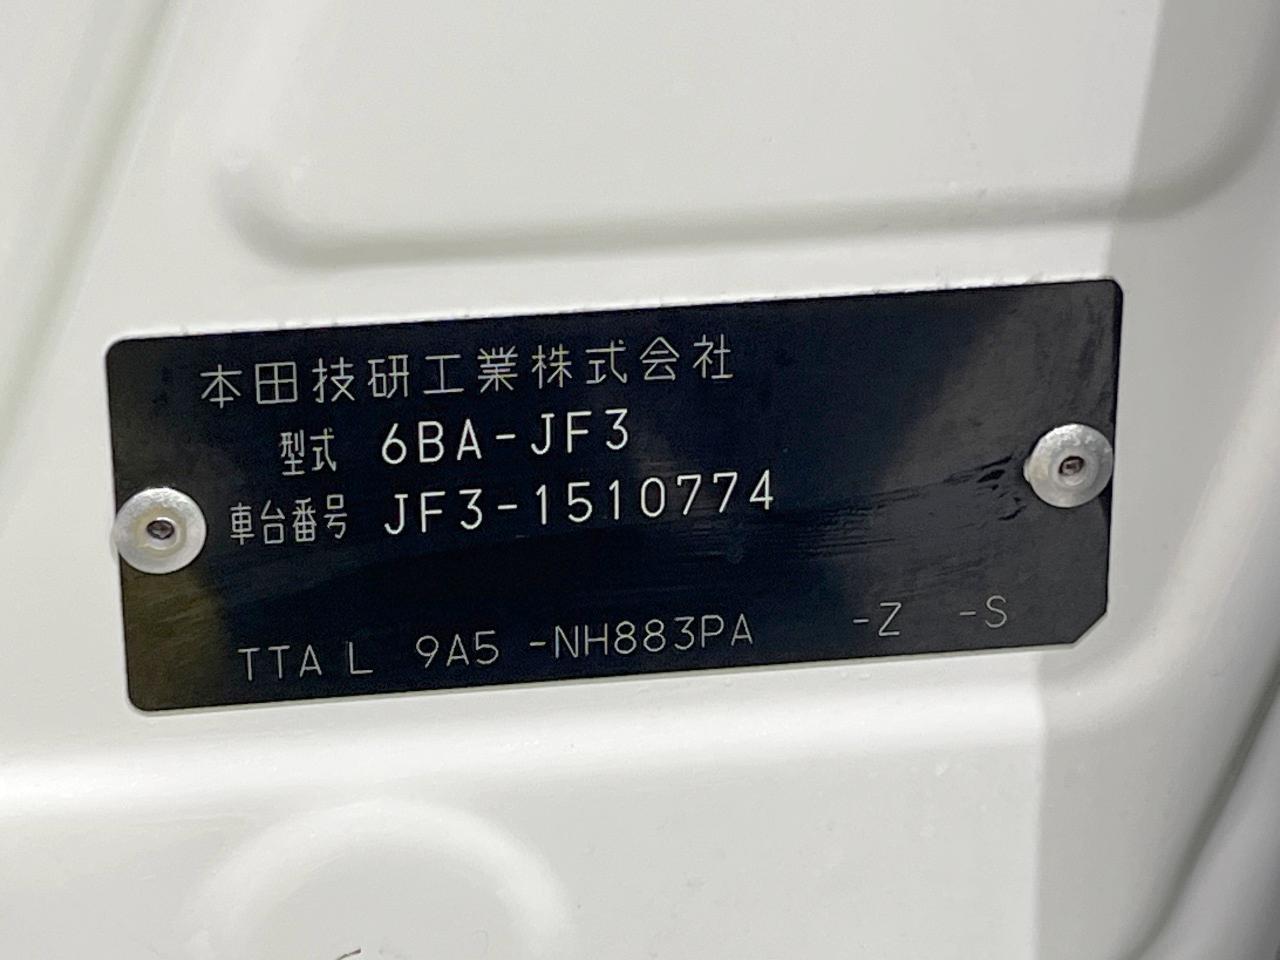 本田技研工業株式会社
型式 6BA-JF3
車台番号 JF3-1510774
TTA L 9A5 -NH883PA -Z -S